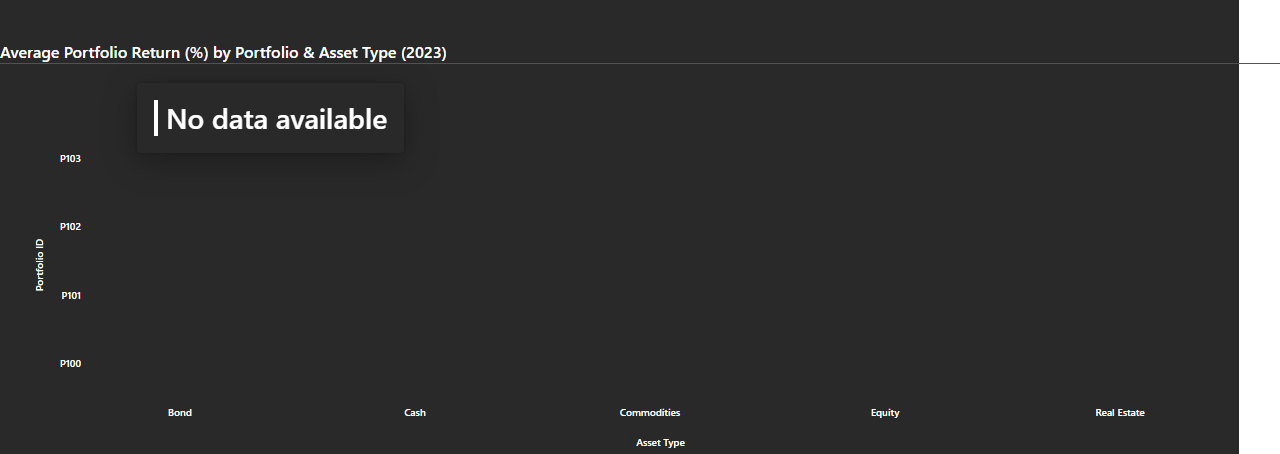 Average Portfolio Return (%) by Portfolio & Asset Type (2023)
No data available
P103
P102
Portfolio ID
P101
P100
Bond
Cash
Commodities
Equity
Real Estate
Asset Type